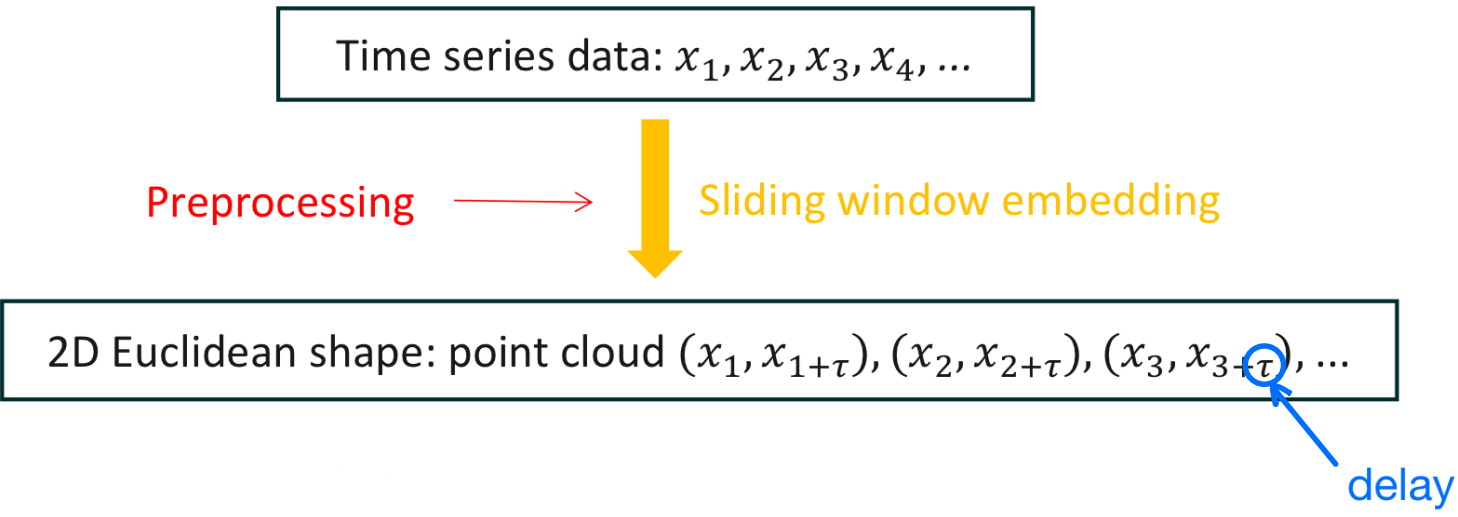 Time series data: x₁, x₂, x₃, x₄, ...
Preprocessing
Sliding window embedding
2D Euclidean shape: point cloud (x₁, x₁₊τ), (x₂, x₂₊τ), (x₃, x₃₊τ), ...
delay